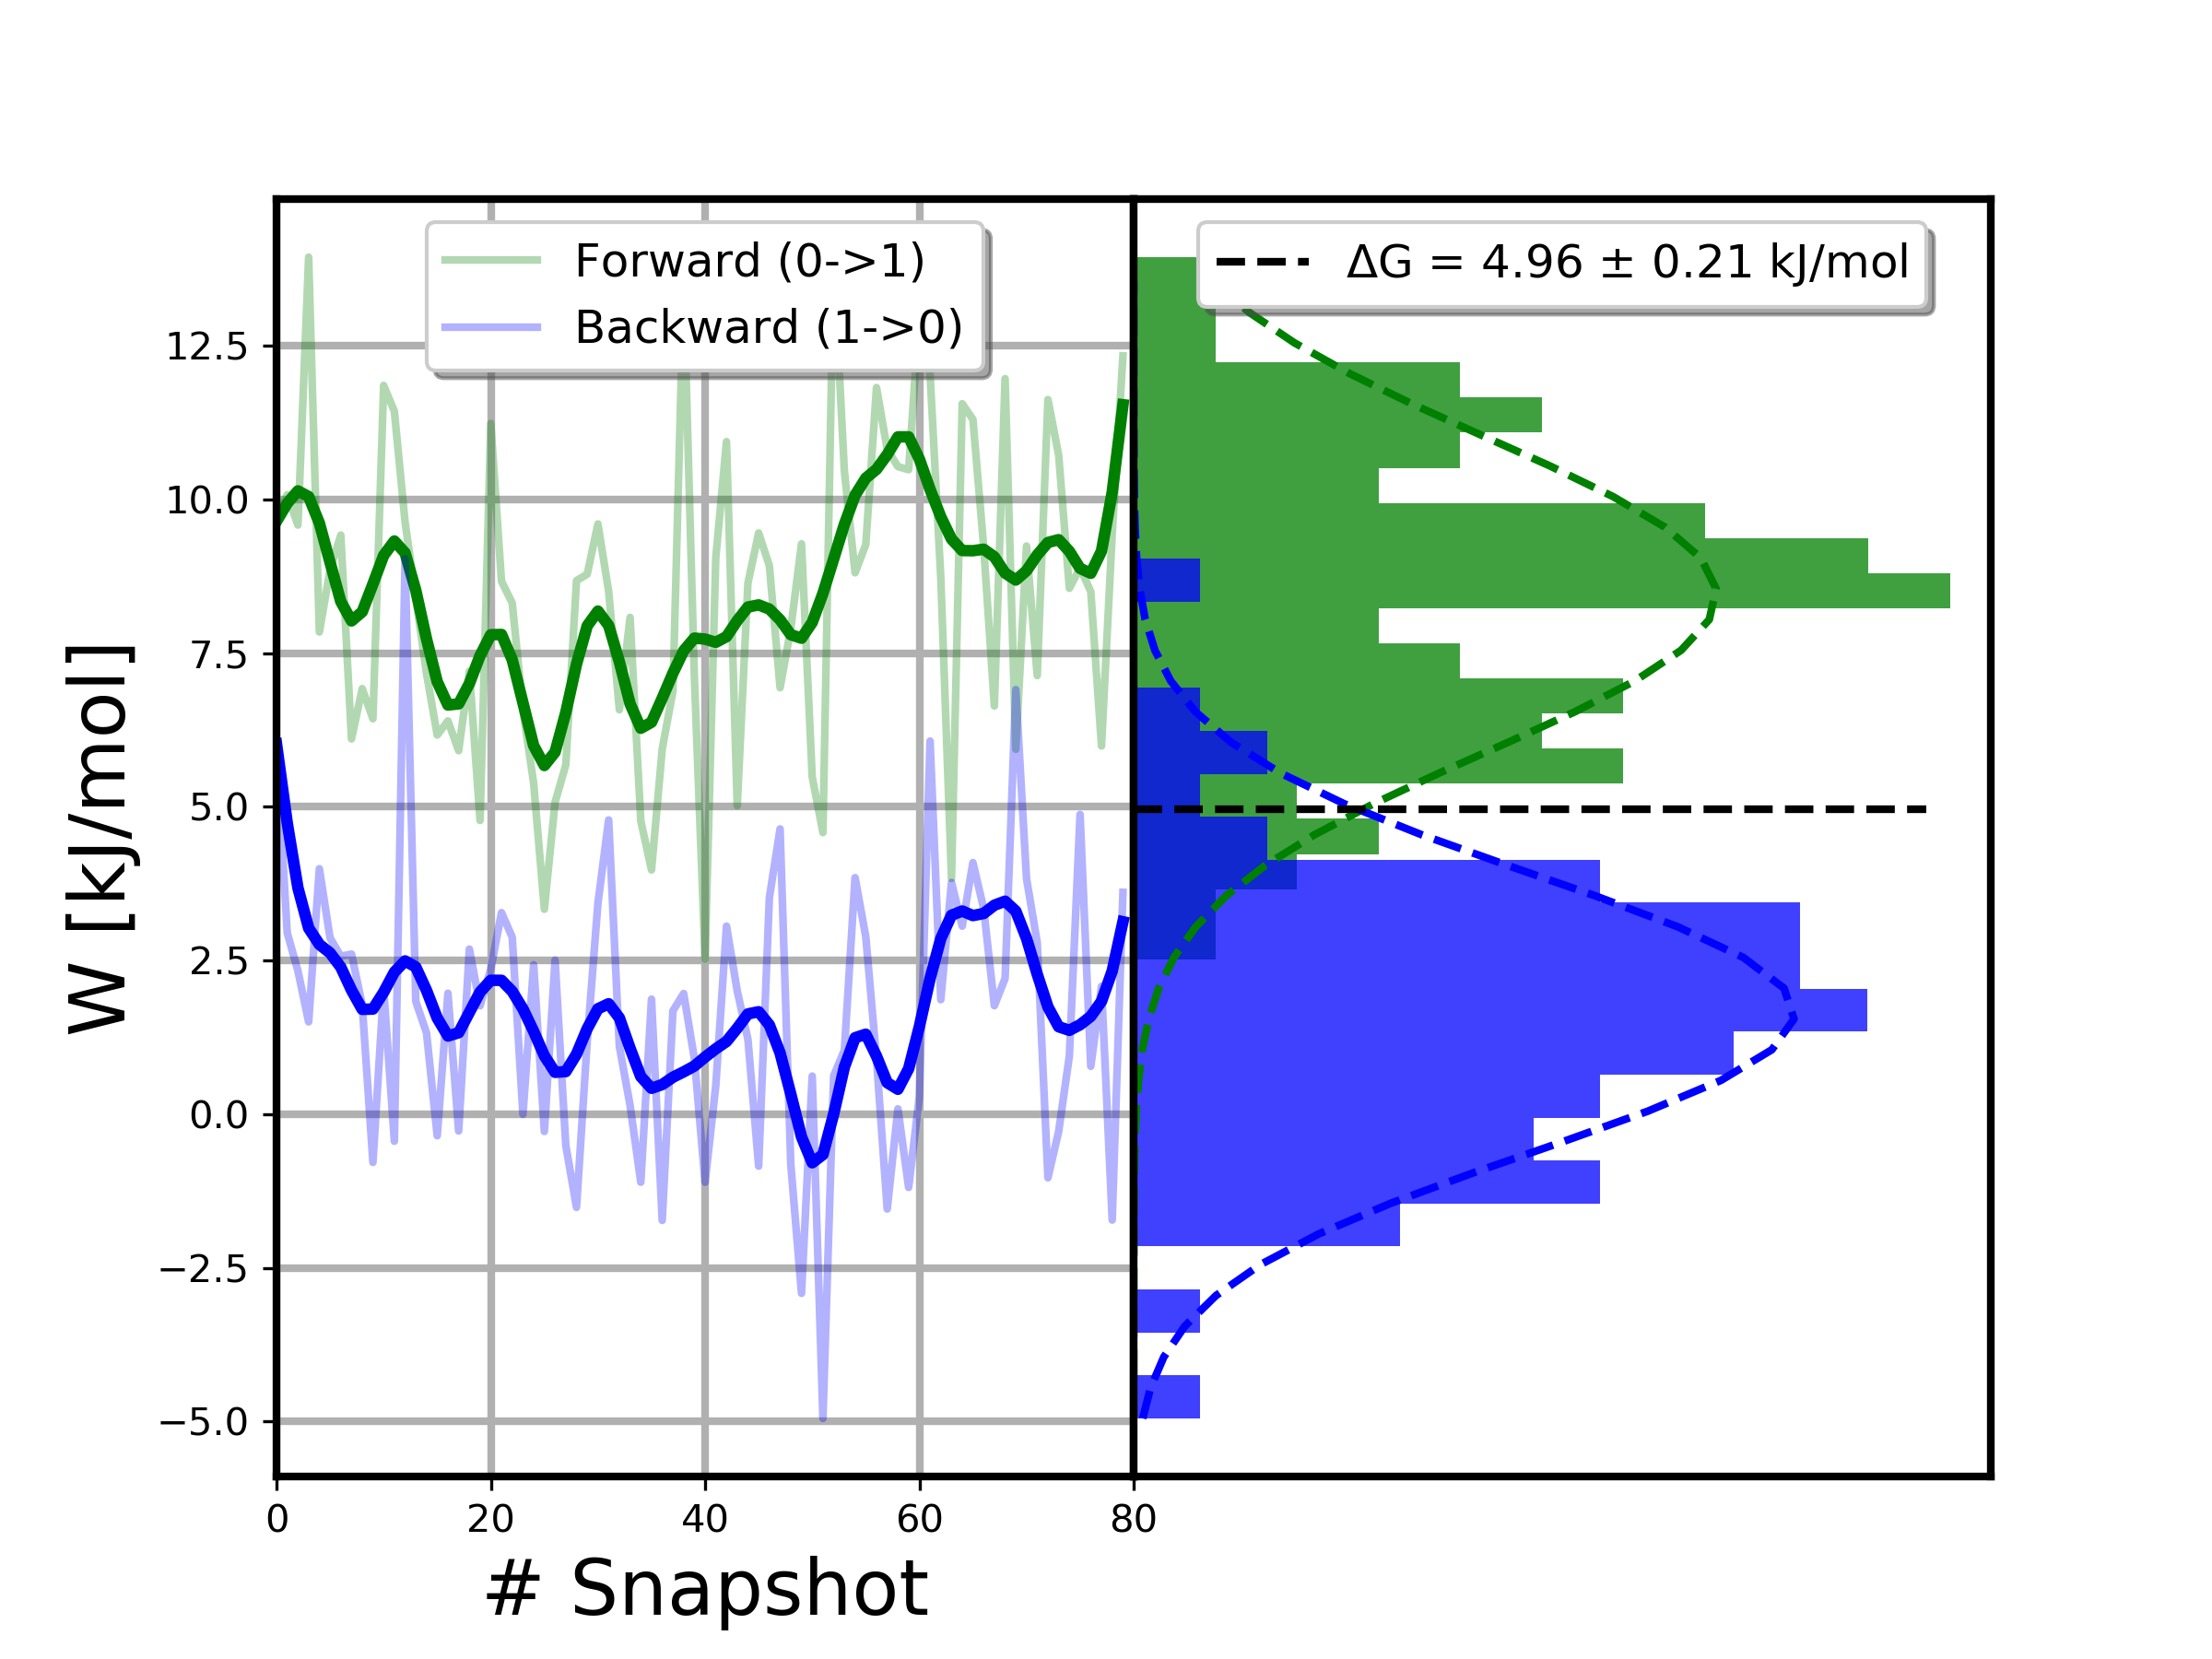 Forward (0->1)
Backward (1->0)
ΔG = 4.96 ± 0.21 kJ/mol
W [kJ/mol]
12.5
10.0
7.5
5.0
2.5
0.0
−2.5
−5.0
0 20 40 60 80
# Snapshot